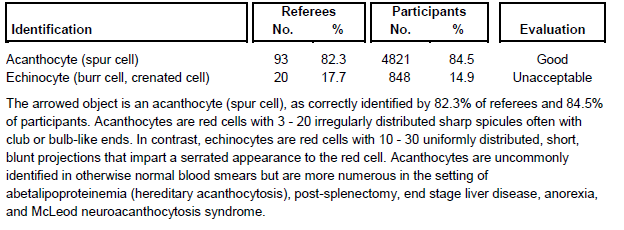 Referees Participants
Identification No. % No. % Evaluation
Acanthocyte (spur cell) 93 82.3 4821 84.5 Good
Echinocyte (burr cell, crenated cell) 20 17.7 848 14.9 Unacceptable
The arrowed object is an acanthocyte (spur cell), as correctly identified by 82.3% of referees and 84.5%
of participants. Acanthocytes are red cells with 3 - 20 irregularly distributed sharp spicules often with
club or bulb-like ends. In contrast, echinocytes are red cells with 10 - 30 uniformly distributed, short,
blunt projections that impart a serrated appearance to the red cell. Acanthocytes are uncommonly
identified in otherwise normal blood smears but are more numerous in the setting of
abetalipoproteinemia (hereditary acanthocytosis), post-splenectomy, end stage liver disease, anorexia,
and McLeod neuroacanthocytosis syndrome.